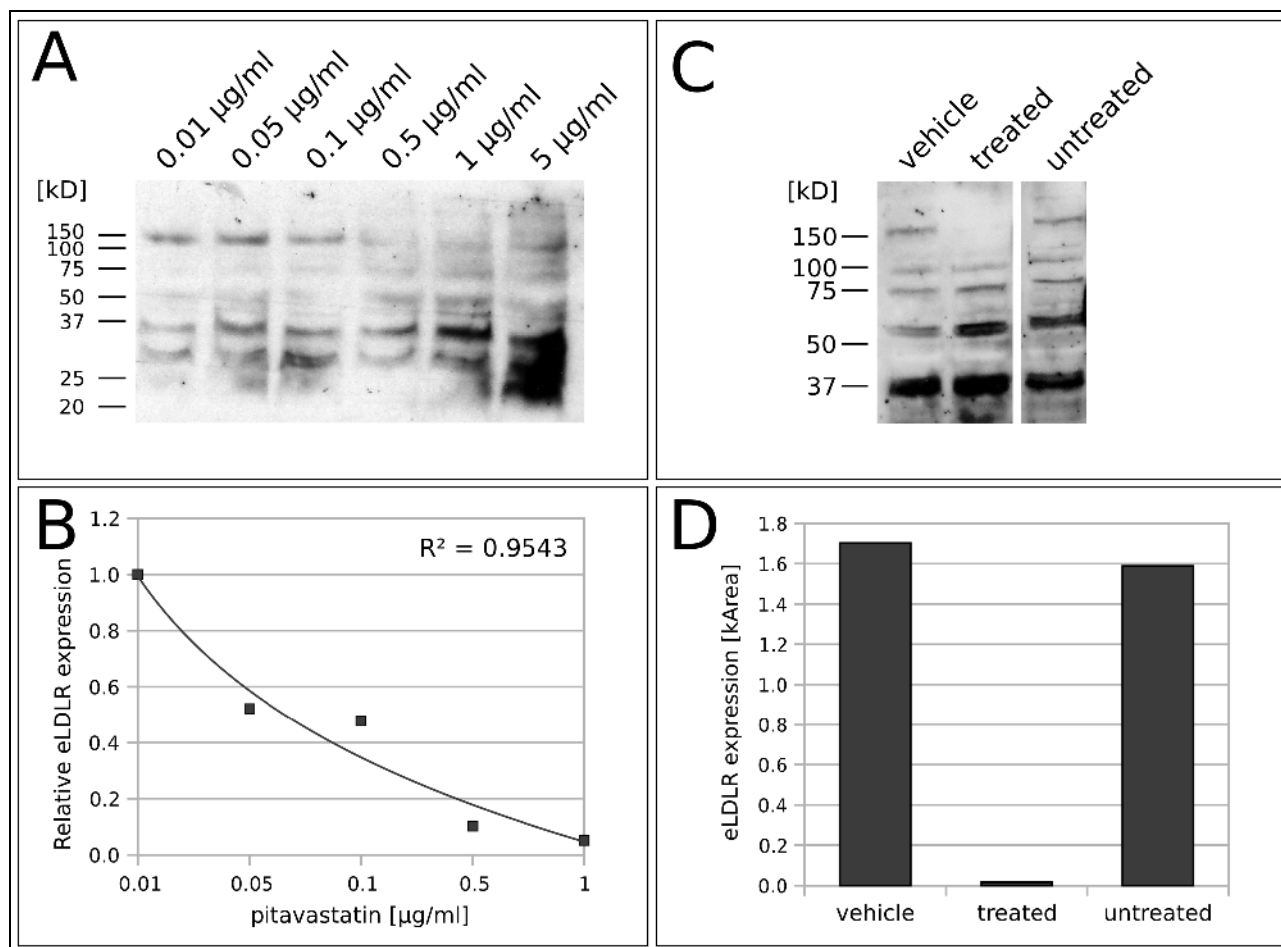 A
0.01 µg/ml
0.05 µg/ml
0.1 µg/ml
0.5 µg/ml
1 µg/ml
5 µg/ml
[kD]
150
100
75
50
37
25
20
C
vehicle
treated
untreated
[kD]
150
100
75
50
37
B
R² = 0.9543
Relative eLDLR expression
1.2
1.0
0.8
0.6
0.4
0.2
0.0
0.01 0.05 0.1 0.5 1
pitavastatin [µg/ml]
D
eLDLR expression [kArea]
1.8
1.6
1.4
1.2
1.0
0.8
0.6
0.4
0.2
0.0
vehicle treated untreated